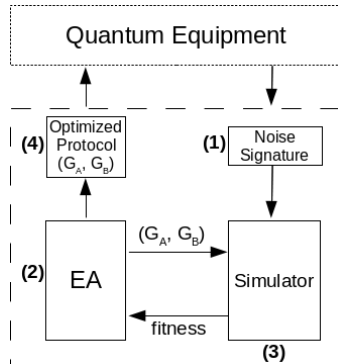 Quantum Equipment
(4)
Optimized
Protocol
(G_A, G_B)
(1)
Noise
Signature
(2)
EA
(G_A, G_B)
fitness
Simulator
(3)